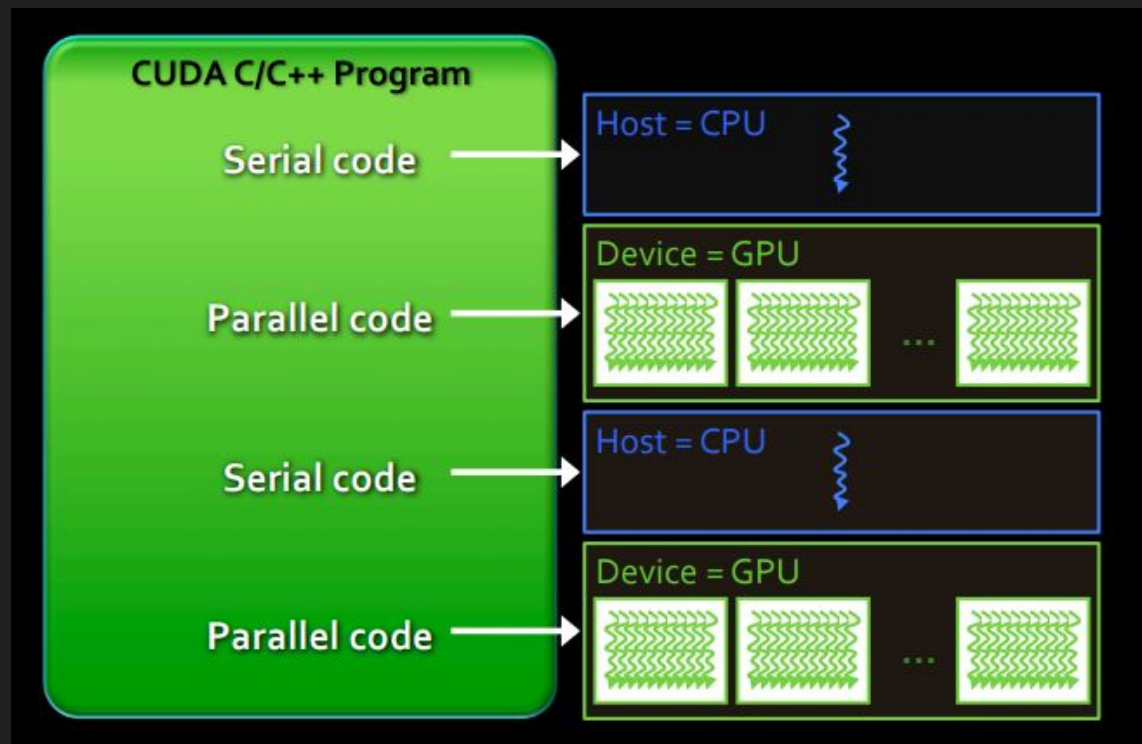 CUDA C/C++ Program
Serial code
Host = CPU
Parallel code
Device = GPU
...
Serial code
Host = CPU
Parallel code
Device = GPU
...